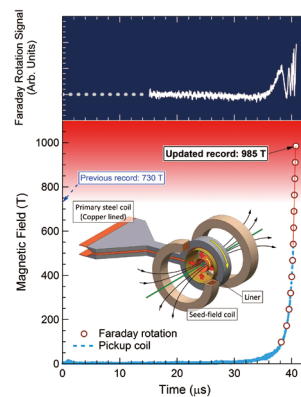 Faraday Rotation Signal
(Arb. Units)
1000
800
600
400
200
0
Magnetic Field (T)
Updated record: 985 T
Previous record: 730 T
Primary steel coil
(Copper lined)
Liner
Seed-field coil
Faraday rotation
Pickup coil
0
10
20
30
40
Time (μs)